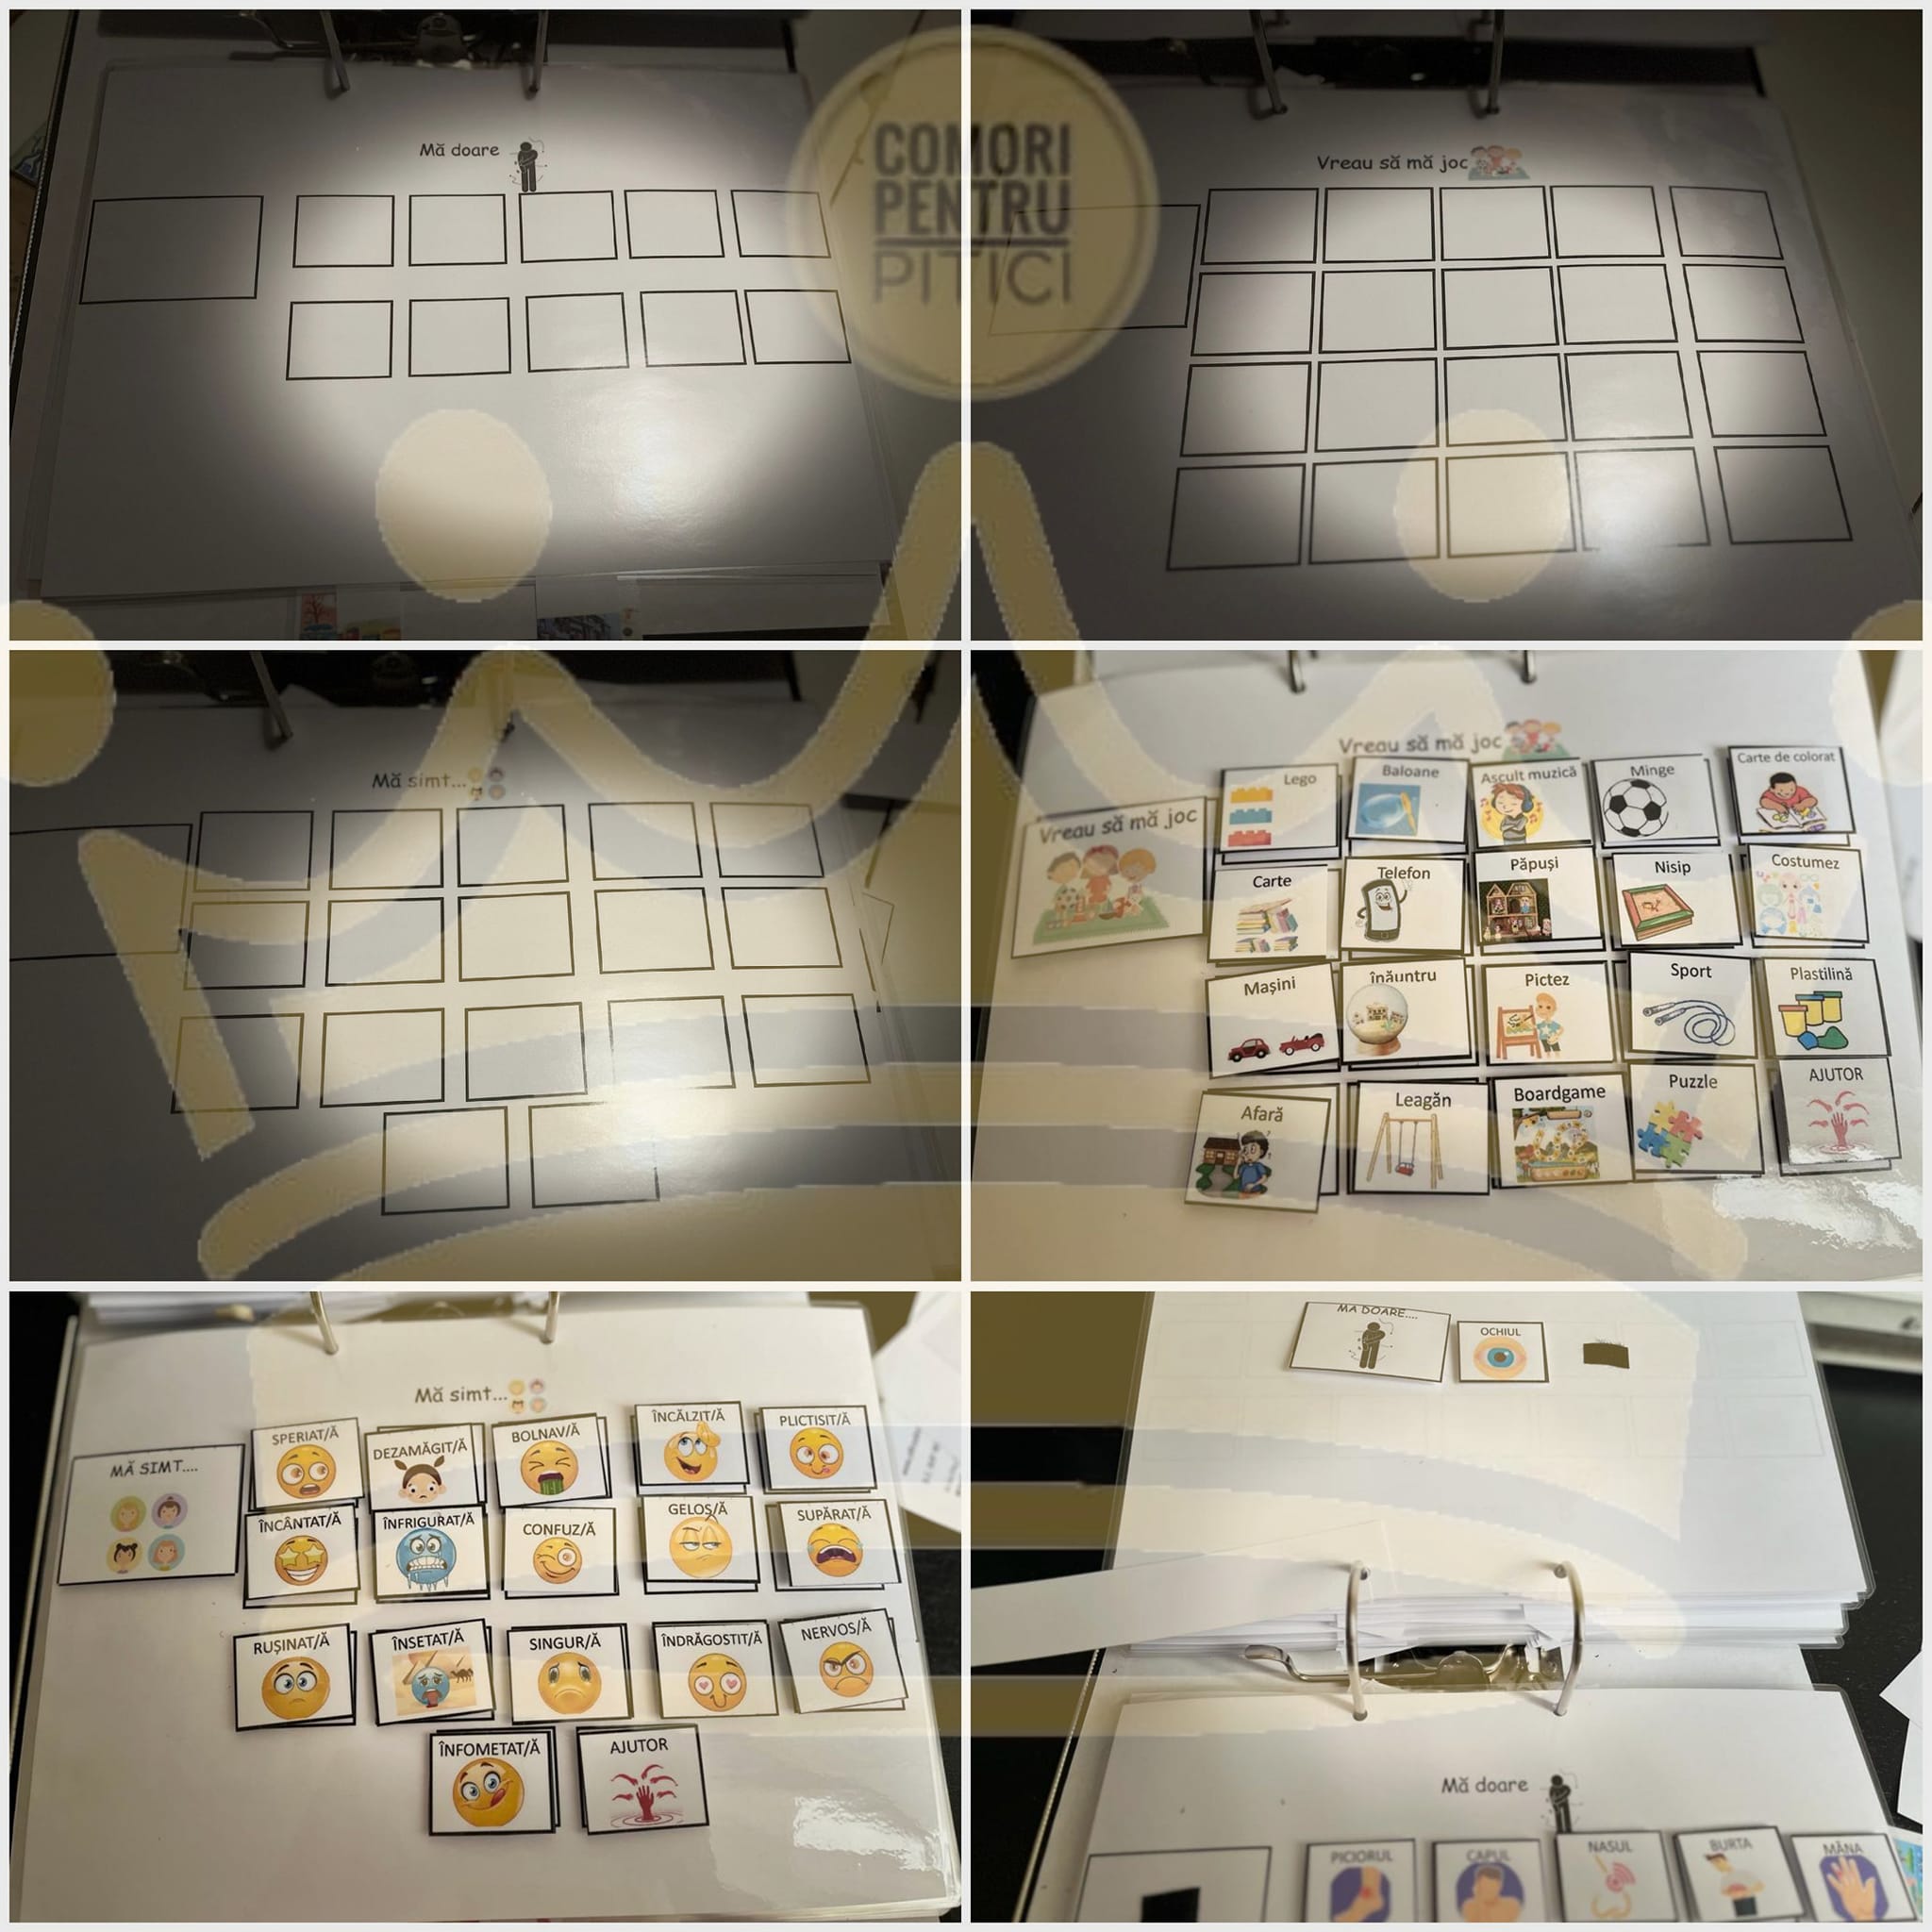 Mă doare
COMORI
PENTRU
PITICI
Vreau să mă joc
Mă simt...
Vreau să mă joc
Vreau să mă joc
Lego
Baloane
Ascult muzică
Minge
Carte de colorat
Carte
Telefon
Păpuși
Nisip
Costumez
Mașini
înăuntru
Pictez
Sport
Plastilină
Afară
Leagăn
Boardgame
Puzzle
AJUTOR
Mă simt...
MĂ SIMT....
SPERIAT/Ă
DEZAMĂGIT/Ă
BOLNAV/Ă
ÎNCĂLZIT/Ă
PLICTISIT/Ă
ÎNCÂNTAT/Ă
ÎNFRIGURAT/Ă
CONFUZ/Ă
GELOS/Ă
SUPĂRAT/Ă
RUȘINAT/Ă
ÎNSETAT/Ă
SINGUR/Ă
ÎNDRĂGOSTIT/Ă
NERVOS/Ă
ÎNFOMETAT/Ă
AJUTOR
MA DOARE....
OCHIUL
Mă doare
PICIORUL
CAPUL
NASUL
BURTA
MÂNA